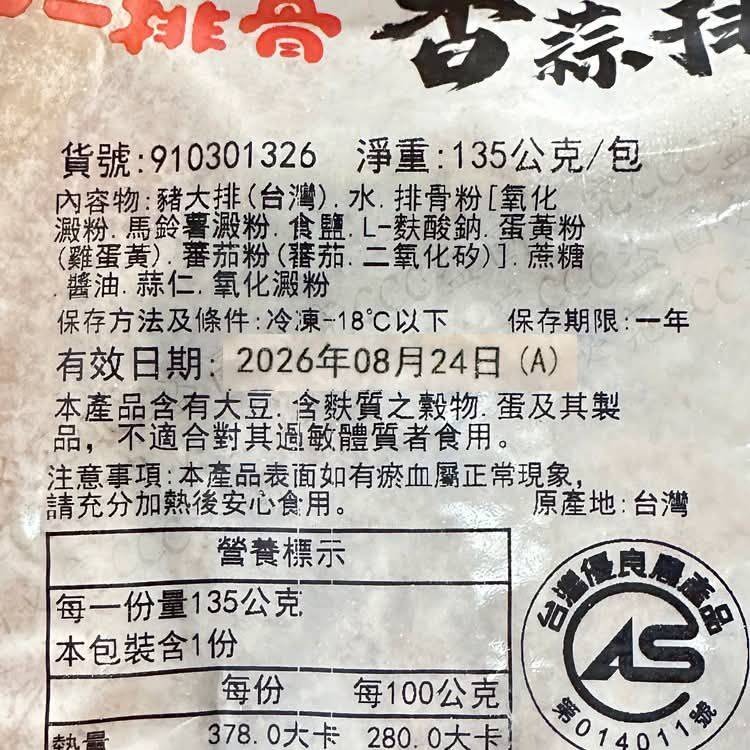 排骨 香蒜排
貨號:910301326 淨重:135公克/包
內容物:豬大排(台灣).水.排骨粉[氧化
澱粉.馬鈴薯澱粉.食鹽.L-麩酸鈉.蛋黃粉
(雞蛋黃).蕃茄粉(蕃茄.二氧化矽)].蔗糖
.醬油.蒜仁.氧化澱粉
保存方法及條件:冷凍-18℃以下 保存期限:一年
有效日期: 2026年08月24日(A)
本產品含有大豆.含麩質之穀物.蛋及其製
品，不適合對其過敏體質者食用。
注意事項:本產品表面如有瘀血屬正常現象,
請充分加熱後安心食用。 原產地:台灣
營養標示
每一份量135公克
本包裝含1份
每份 每100公克
熱量 378.0大卡 280.0大卡
台灣優良農產品
CAS
第014011號